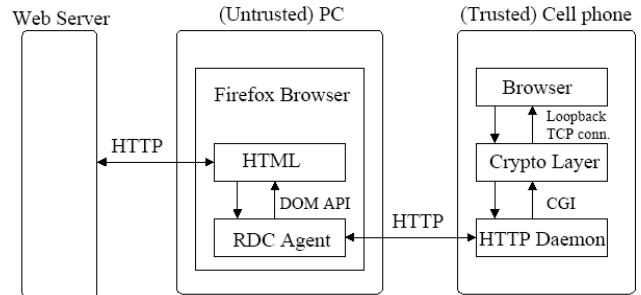 Web Server
(Untrusted) PC
(Trusted) Cell phone
Firefox Browser
Browser
Loopback
TCP conn.
HTTP
HTML
Crypto Layer
DOM API
CGI
RDC Agent
HTTP
HTTP Daemon